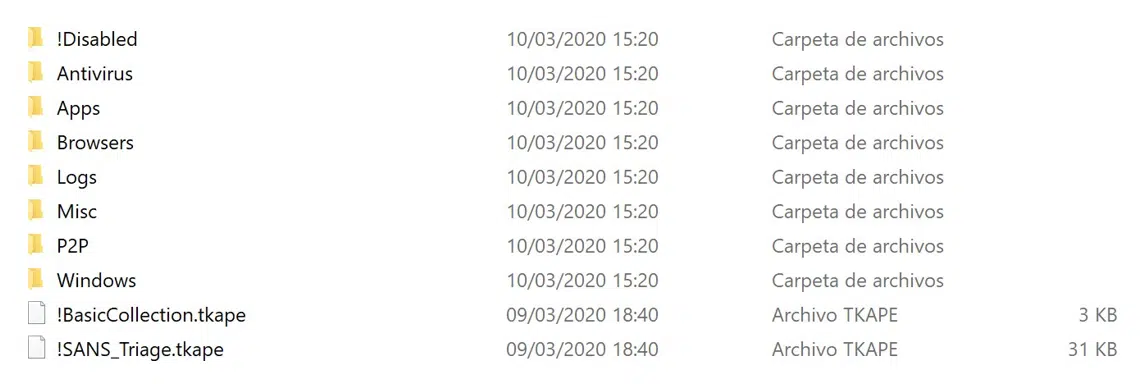 !Disabled 10/03/2020 15:20 Carpeta de archivos
Antivirus 10/03/2020 15:20 Carpeta de archivos
Apps 10/03/2020 15:20 Carpeta de archivos
Browsers 10/03/2020 15:20 Carpeta de archivos
Logs 10/03/2020 15:20 Carpeta de archivos
Misc 10/03/2020 15:20 Carpeta de archivos
P2P 10/03/2020 15:20 Carpeta de archivos
Windows 10/03/2020 15:20 Carpeta de archivos
!BasicCollection.tkape 09/03/2020 18:40 Archivo TKAPE 3 KB
!SANS_Triage.tkape 09/03/2020 18:40 Archivo TKAPE 31 KB